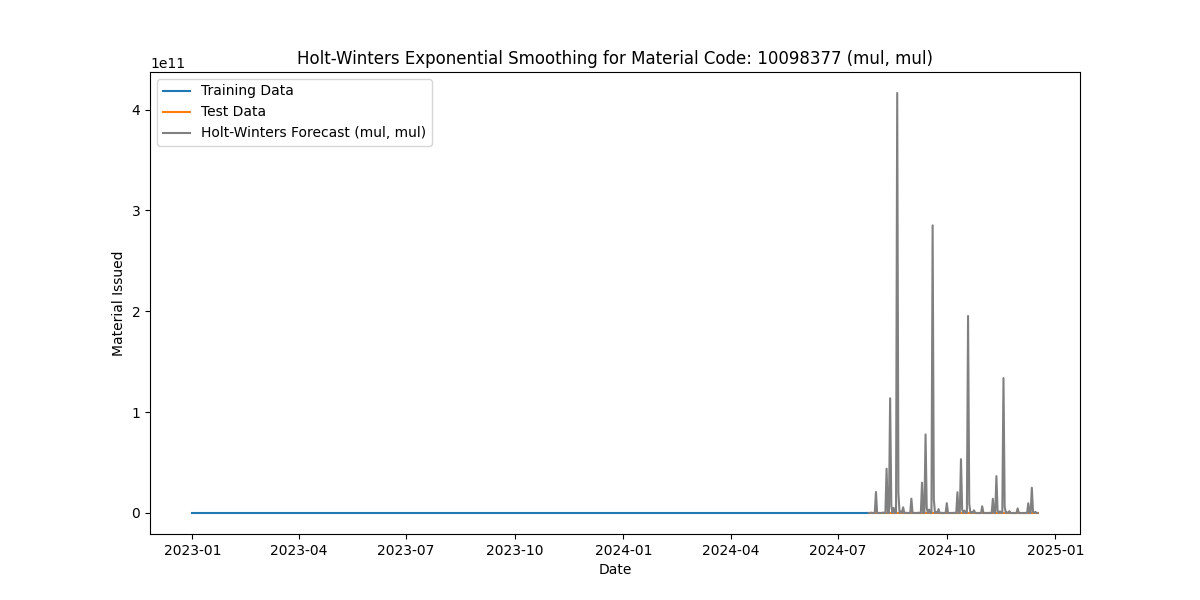 Holt-Winters Exponential Smoothing for Material Code: 10098377 (mul, mul)
1e11
Training Data
Test Data
Holt-Winters Forecast (mul, mul)
4
3
2
1
0
Material Issued
2023-01 2023-04 2023-07 2023-10 2024-01 2024-04 2024-07 2024-10 2025-01
Date